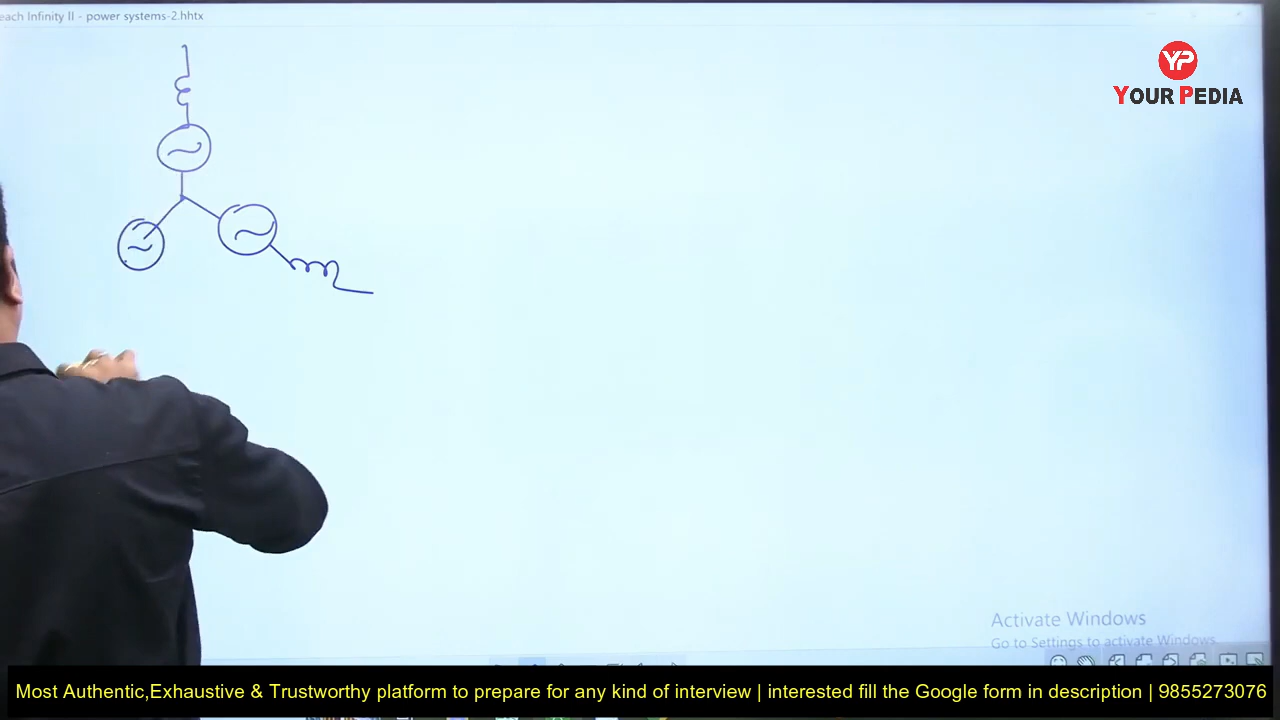 each Infinity II - power systems-2.hhtx
YP
YOUR PEDIA
Activate Windows
Go to Settings to activate Windows.
Most Authentic,Exhaustive & Trustworthy platform to prepare for any kind of interview | interested fill the Google form in description | 9855273076